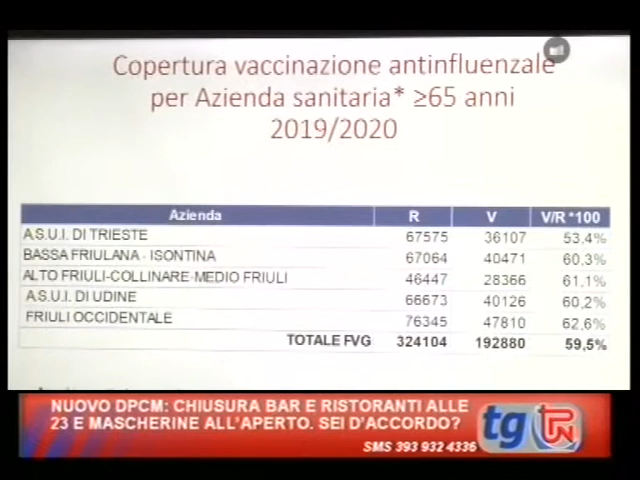 Copertura vaccinazione antinfluenzale
per Azienda sanitaria* ≥65 anni
2019/2020
Azienda R V V/R *100
A.S.U.I. DI TRIESTE 67575 36107 53,4%
BASSA FRIULANA - ISONTINA 67064 40471 60,3%
ALTO FRIULI-COLLINARE-MEDIO FRIULI 46447 28366 61,1%
A.S.U.I. DI UDINE 66673 40126 60,2%
FRIULI OCCIDENTALE 76345 47810 62,6%
TOTALE FVG 324104 192880 59,5%
NUOVO DPCM: CHIUSURA BAR E RISTORANTI ALLE
23 E MASCHERINE ALL'APERTO. SEI D'ACCORDO?
SMS 393 932 4336
tg TPN